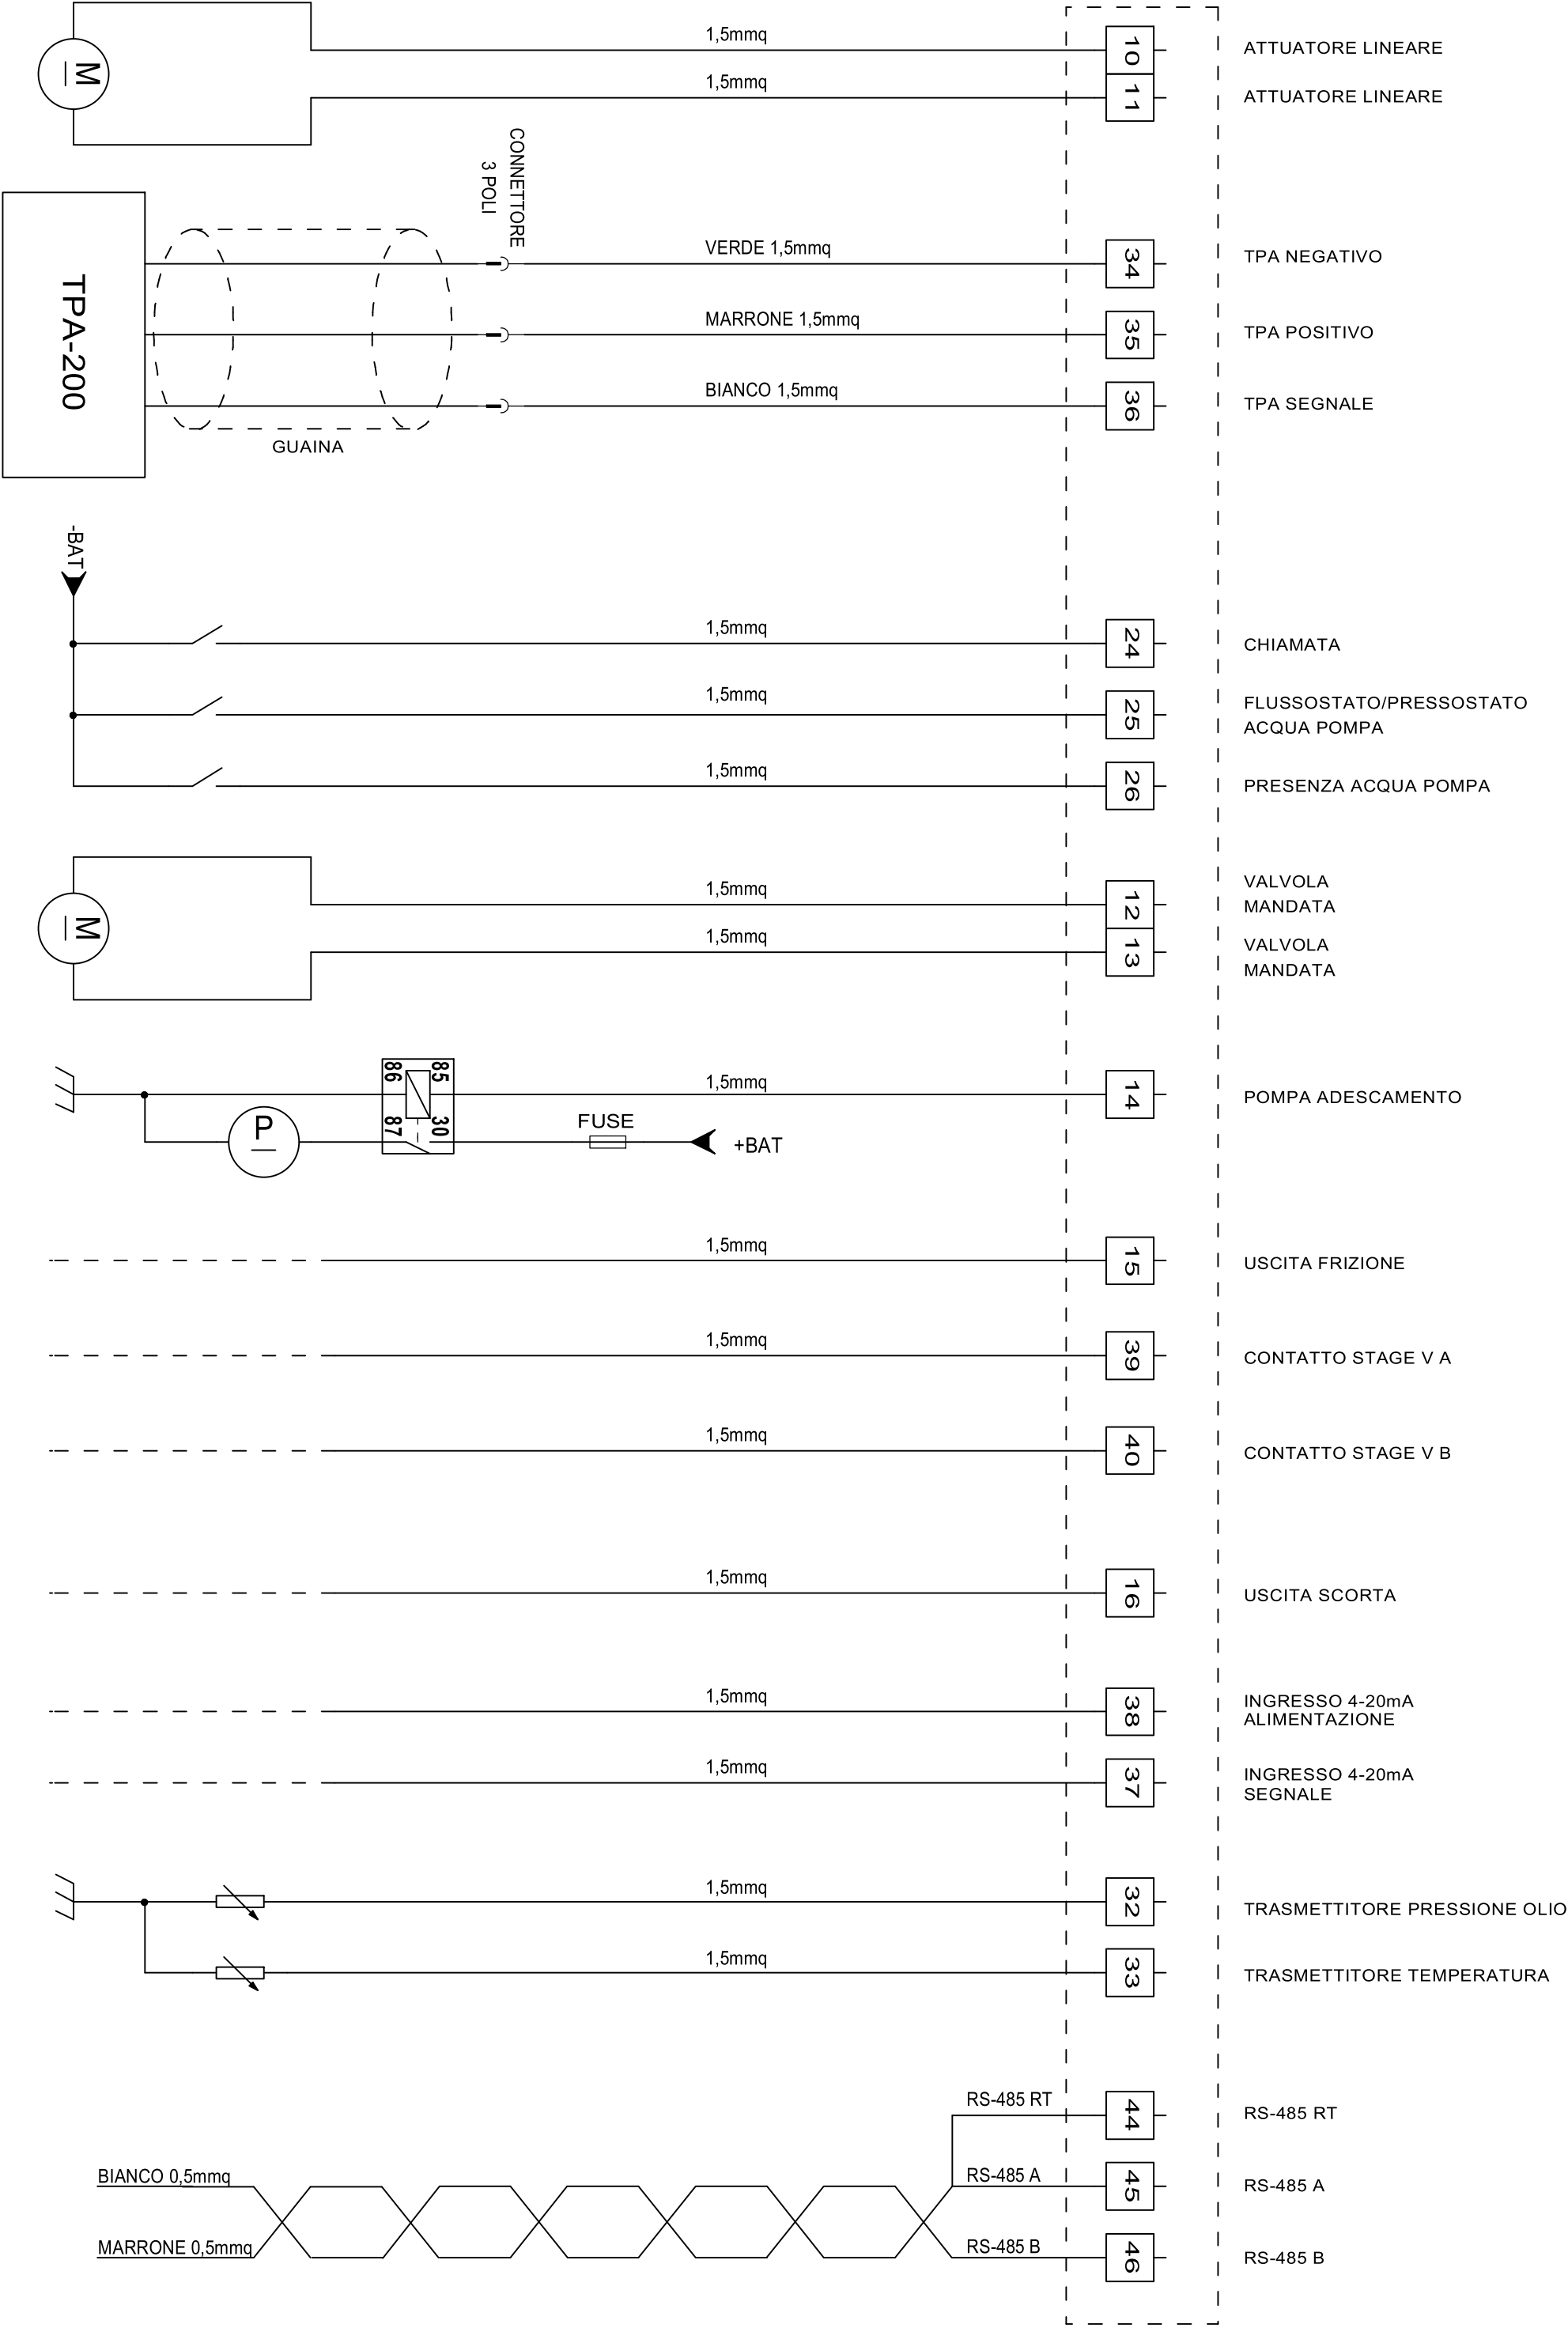 1,5mmq
10
ATTUATORE LINEARE
M
1,5mmq
11
ATTUATORE LINEARE
CONNETTORE
3 POLI
TPA-200
VERDE 1,5mmq
34
TPA NEGATIVO
MARRONE 1,5mmq
35
TPA POSITIVO
BIANCO 1,5mmq
36
TPA SEGNALE
GUAINA
-BAT
1,5mmq
24
CHIAMATA
1,5mmq
25
FLUSSOSTATO/PRESSOSTATO
ACQUA POMPA
1,5mmq
26
PRESENZA ACQUA POMPA
1,5mmq
12
VALVOLA
MANDATA
M
1,5mmq
13
VALVOLA
MANDATA
86
85
1,5mmq
14
POMPA ADESCAMENTO
P
87
30
FUSE
+BAT
1,5mmq
15
USCITA FRIZIONE
1,5mmq
39
CONTATTO STAGE V A
1,5mmq
40
CONTATTO STAGE V B
1,5mmq
16
USCITA SCORTA
1,5mmq
38
INGRESSO 4-20mA
ALIMENTAZIONE
1,5mmq
37
INGRESSO 4-20mA
SEGNALE
1,5mmq
32
TRASMETTITORE PRESSIONE OLIO
1,5mmq
33
TRASMETTITORE TEMPERATURA
RS-485 RT
44
RS-485 RT
BIANCO 0,5mmq
RS-485 A
45
RS-485 A
MARRONE 0,5mmq
RS-485 B
46
RS-485 B